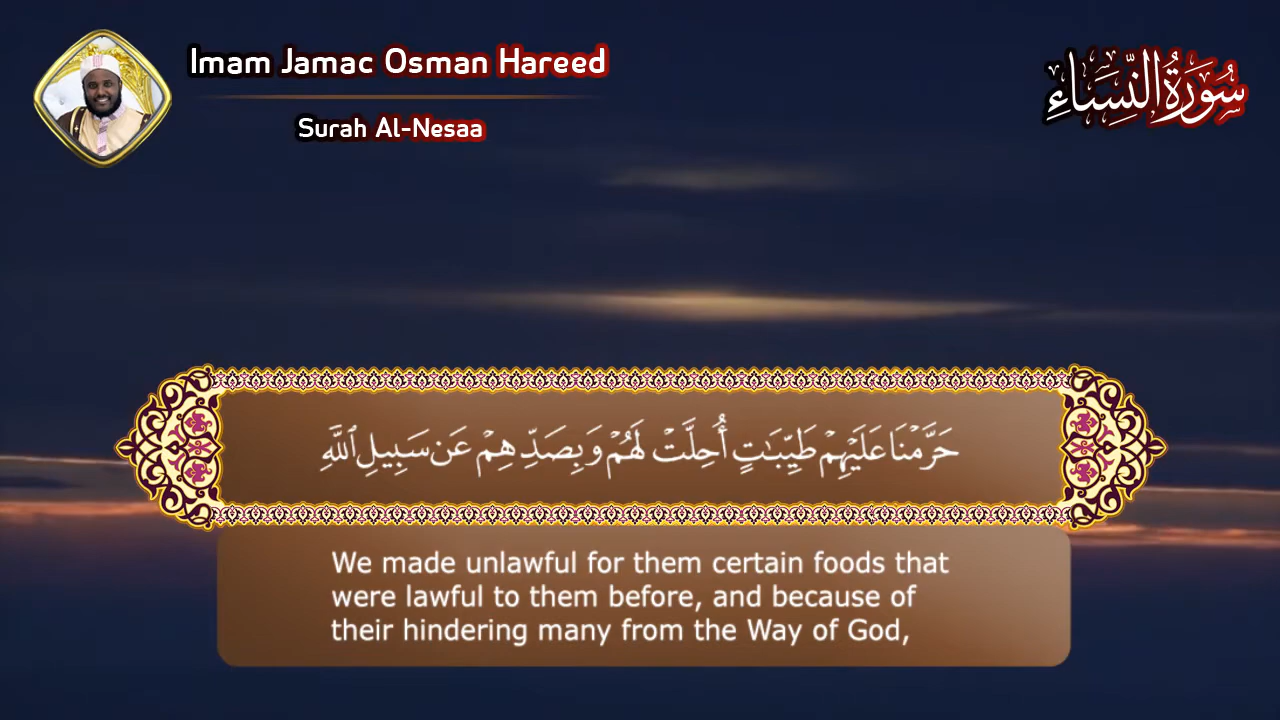 Imam Jamac Osman Hareed
Surah Al-Nesaa
سُورَةُ النِّسَاءِ
حَرَّمْنَا عَلَيْهِمْ طَيِّبَٰتٍ أُحِلَّتْ لَهُمْ وَبِصَدِّهِمْ عَن سَبِيلِ ٱللَّهِ
We made unlawful for them certain foods that
were lawful to them before, and because of
their hindering many from the Way of God,